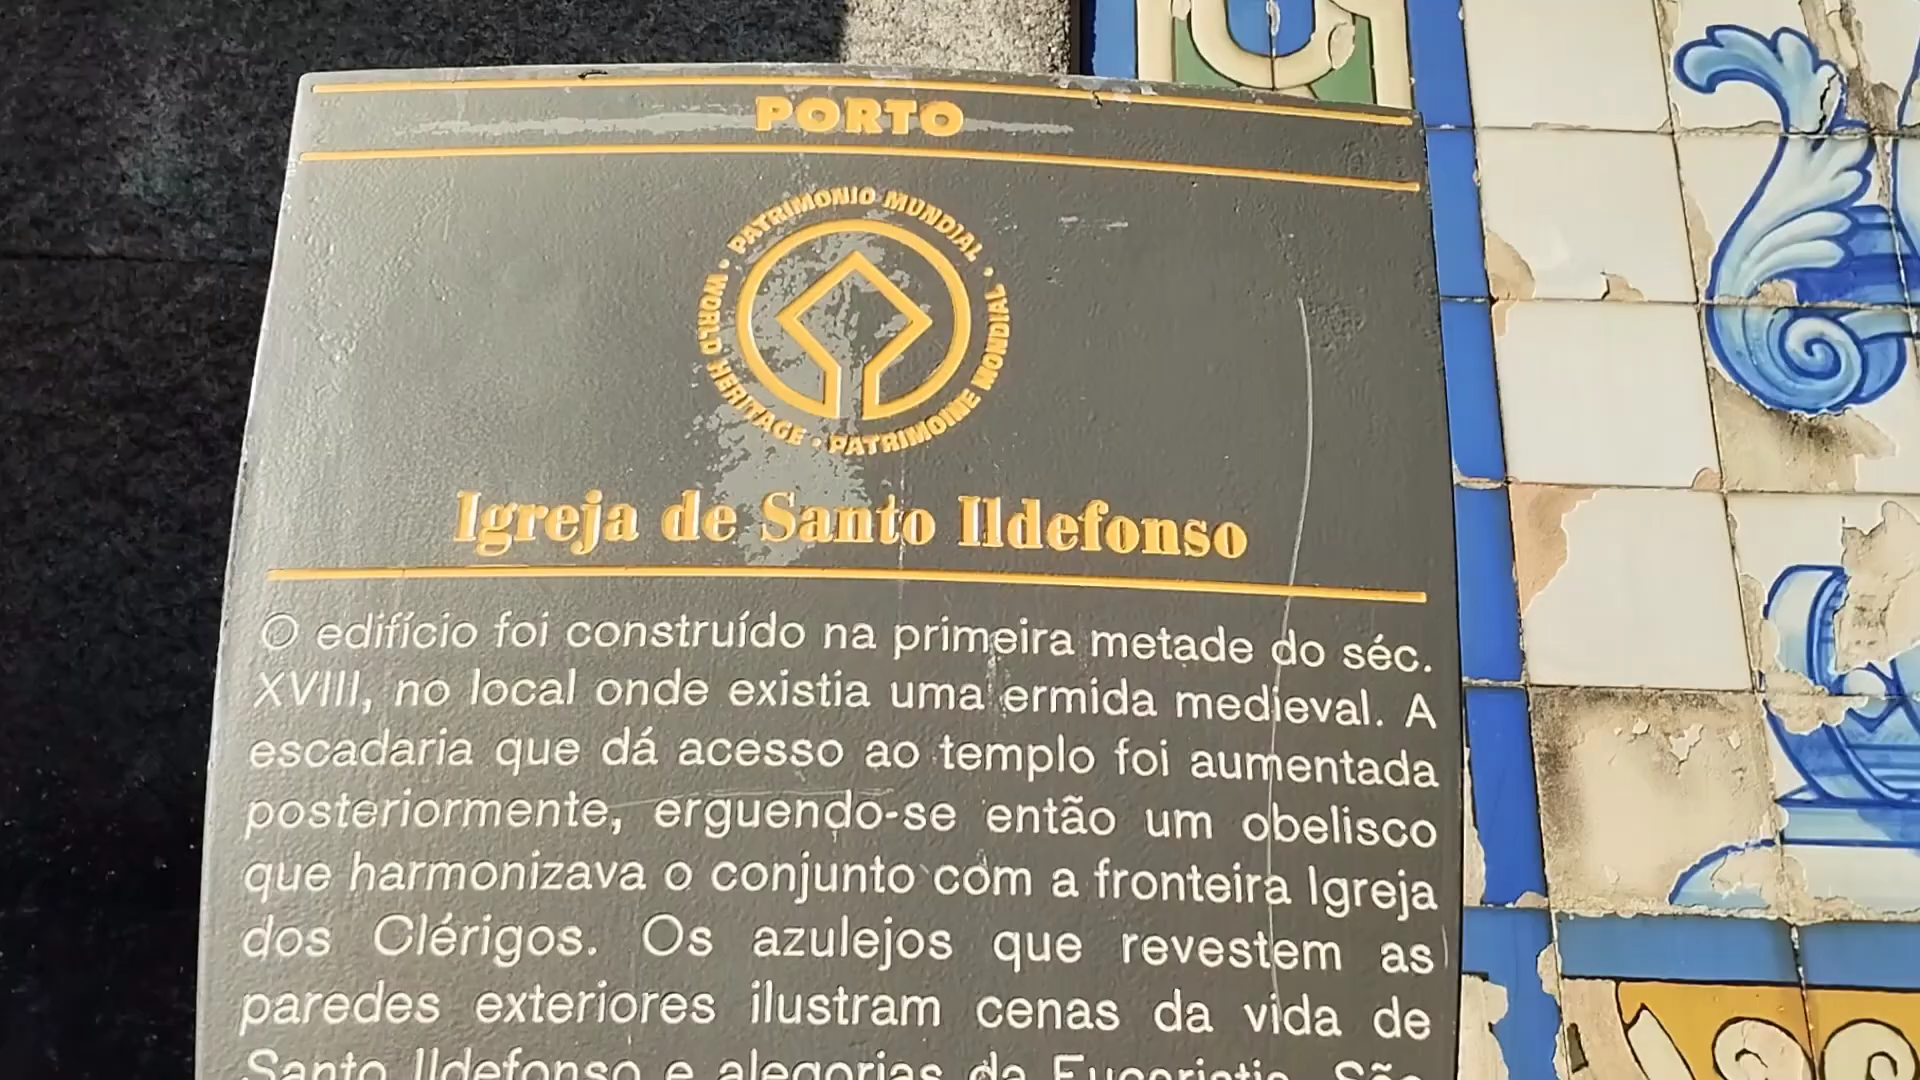 PORTO
PATRIMONIO MUNDIAL • WORLD HERITAGE • PATRIMOINE MONDIAL •
Igreja de Santo Ildefonso
O edifício foi construído na primeira metade do séc.
XVIII, no local onde existia uma ermida medieval. A
escadaria que dá acesso ao templo foi aumentada
posteriormente, erguendo-se então um obelisco
que harmonizava o conjunto com a fronteira Igreja
dos Clérigos. Os azulejos que revestem as
paredes exteriores ilustram cenas da vida de
Santo Ildefonso e alegorias da Eucaristia. São